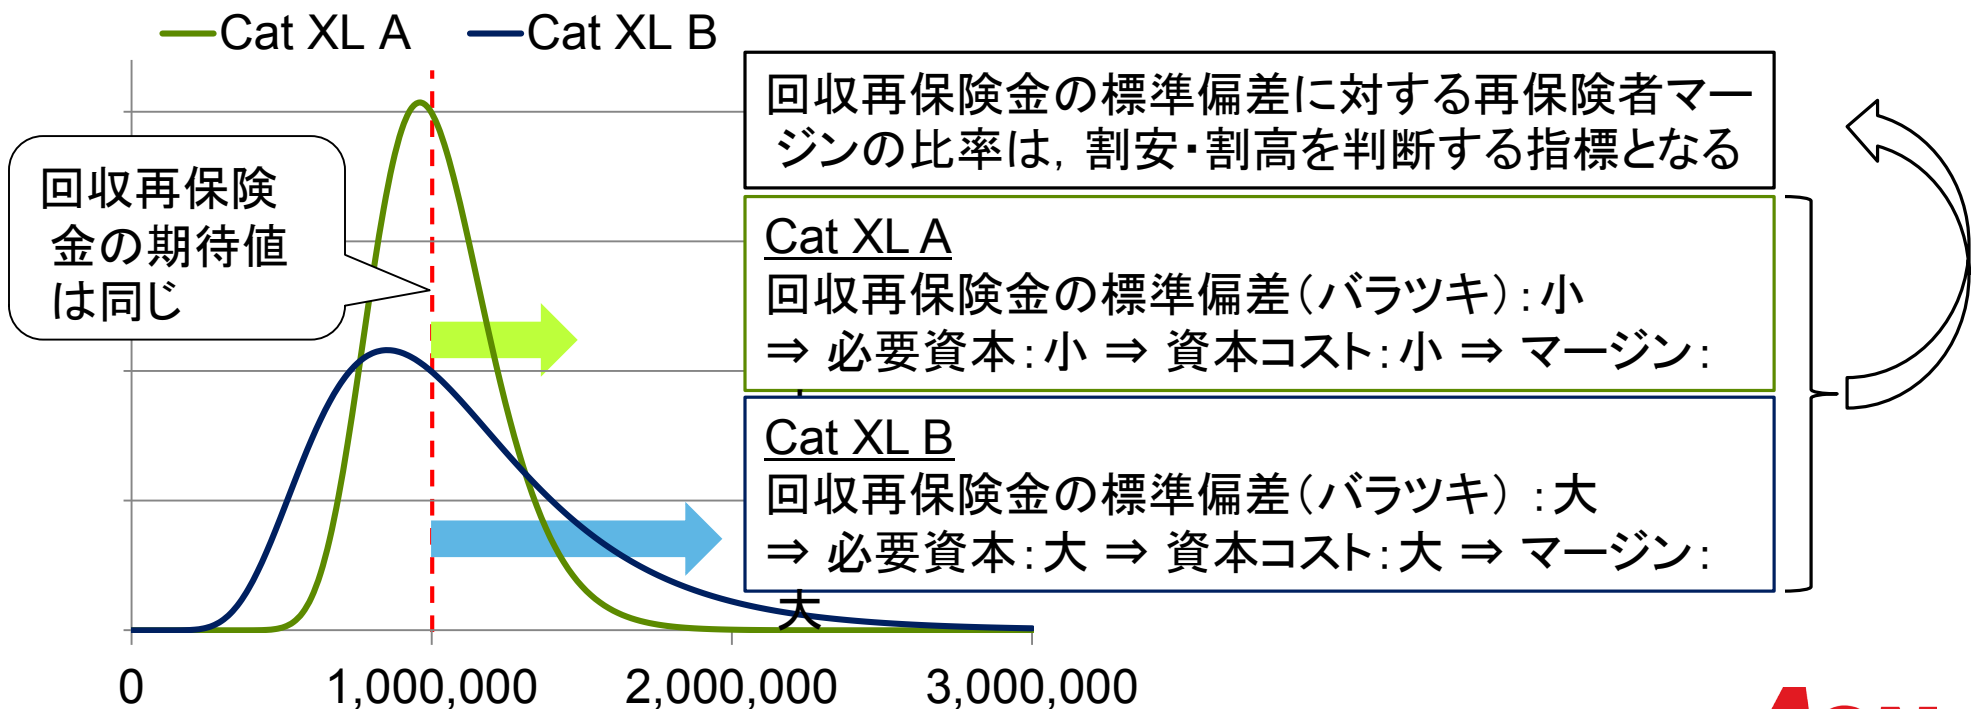 Cat XL A
Cat XL B
回収再保険金の標準偏差に対する再保険者マー
ジンの比率は，割安・割高を判断する指標となる
回収再保険
金の期待値
は同じ
Cat XL A
回収再保険金の標準偏差（バラツキ）：小
⇒ 必要資本：小 ⇒ 資本コスト：小 ⇒ マージン：
Cat XL B
回収再保険金の標準偏差（バラツキ）：大
⇒ 必要資本：大 ⇒ 資本コスト：大 ⇒ マージン：
大
0
1,000,000
2,000,000
3,000,000